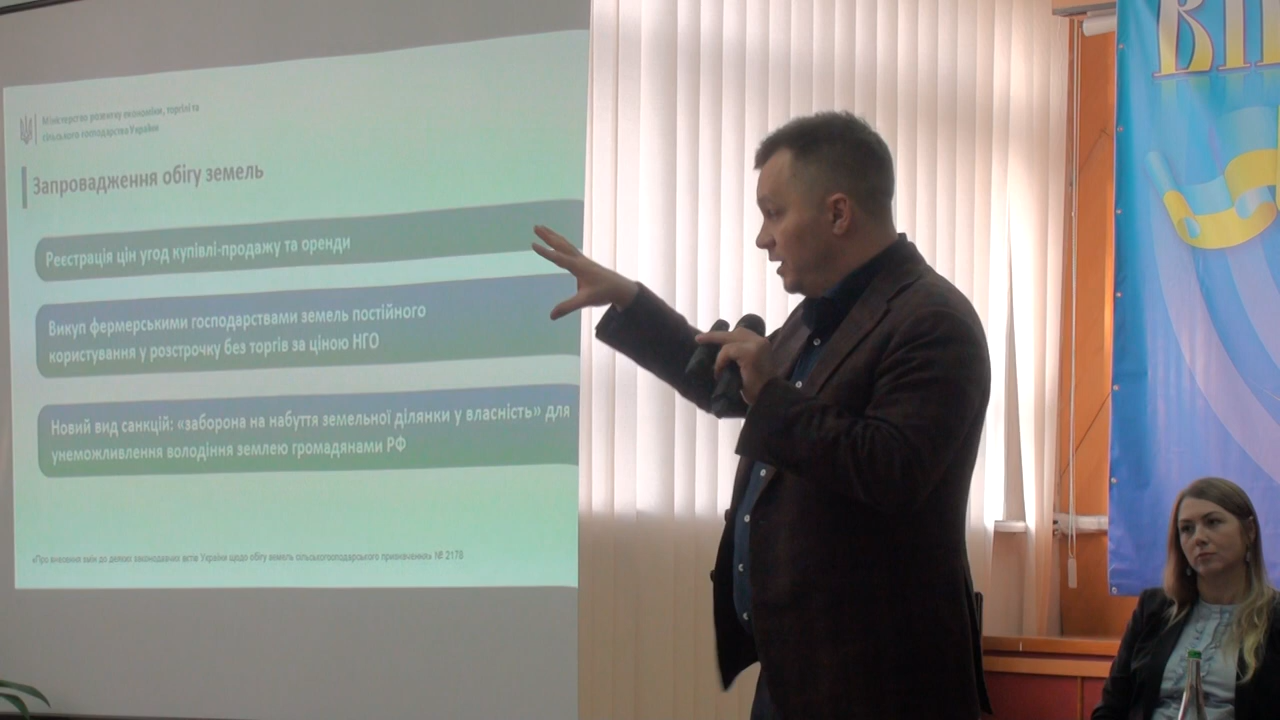 Міністерство розвитку економіки, торгівлі та
сільського господарства України
Запровадження обігу земель
Реєстрація цін угод купівлі-продажу та оренди
Викуп фермерськими господарствами земель постійного
користування у розстрочку без торгів за ціною НГО
Новий вид санкцій: «заборона на набуття земельної ділянки у власність» для
унеможливлення володіння землею громадянами РФ
«Про внесення змін до деяких законодавчих актів України щодо обігу земель сільськогосподарського призначення» № 2178